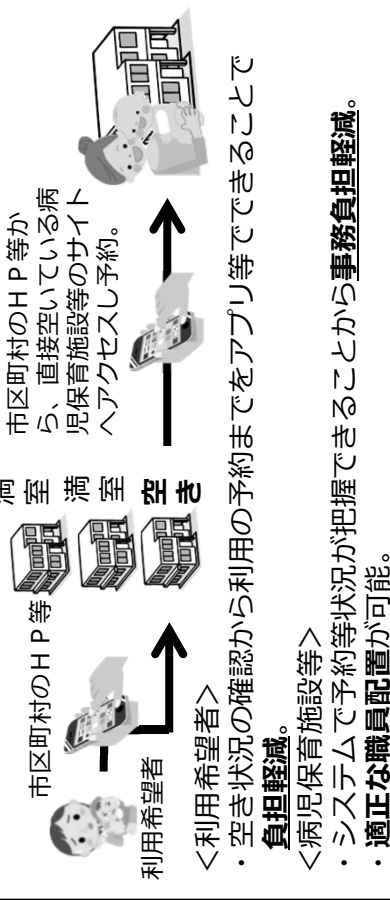 市区町村のHP等
満室
満室
空き
市区町村のHP等か
ら、直接空いている病
児保育施設等のサイト
へアクセスし予約。
利用希望者
<利用希望者>
・空き状況の確認から利用の予約までをアプリ等でできることで
負担軽減。
<病児保育施設等>
・システムで予約等状況が把握できることから事務負担軽減。
・適正な職員配置が可能。